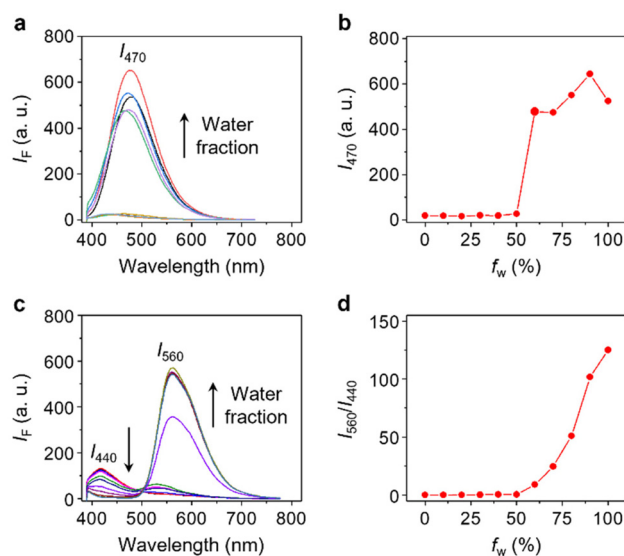 a
I470
Water
fraction
IF (a. u.)
800
600
400
200
0
400 500 600 700 800
Wavelength (nm)
b
I470 (a. u.)
800
600
400
200
0
0 25 50 75 100
fw (%)
c
I560
I440
Water
fraction
IF (a. u.)
800
600
400
200
0
400 500 600 700 800
Wavelength (nm)
d
I560/I440
150
100
50
0
0 25 50 75 100
fw (%)